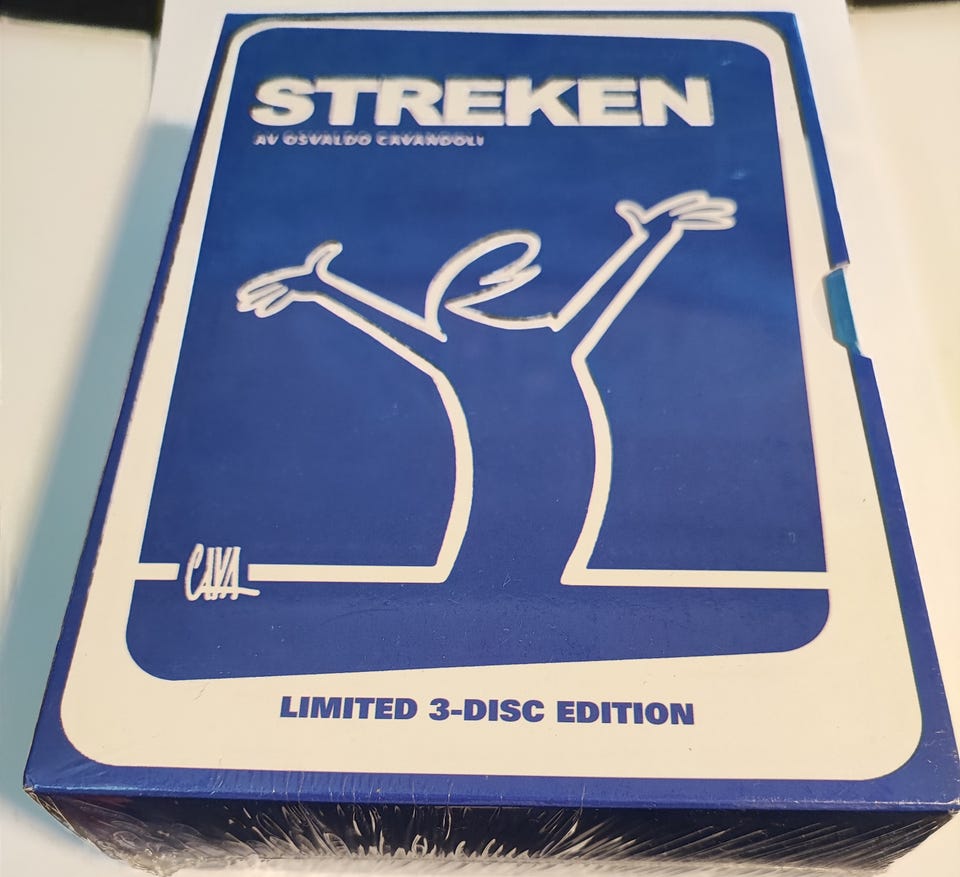 STREKEN
AV OSVALDO CAVANDOLI
CAVA
LIMITED 3-DISC EDITION